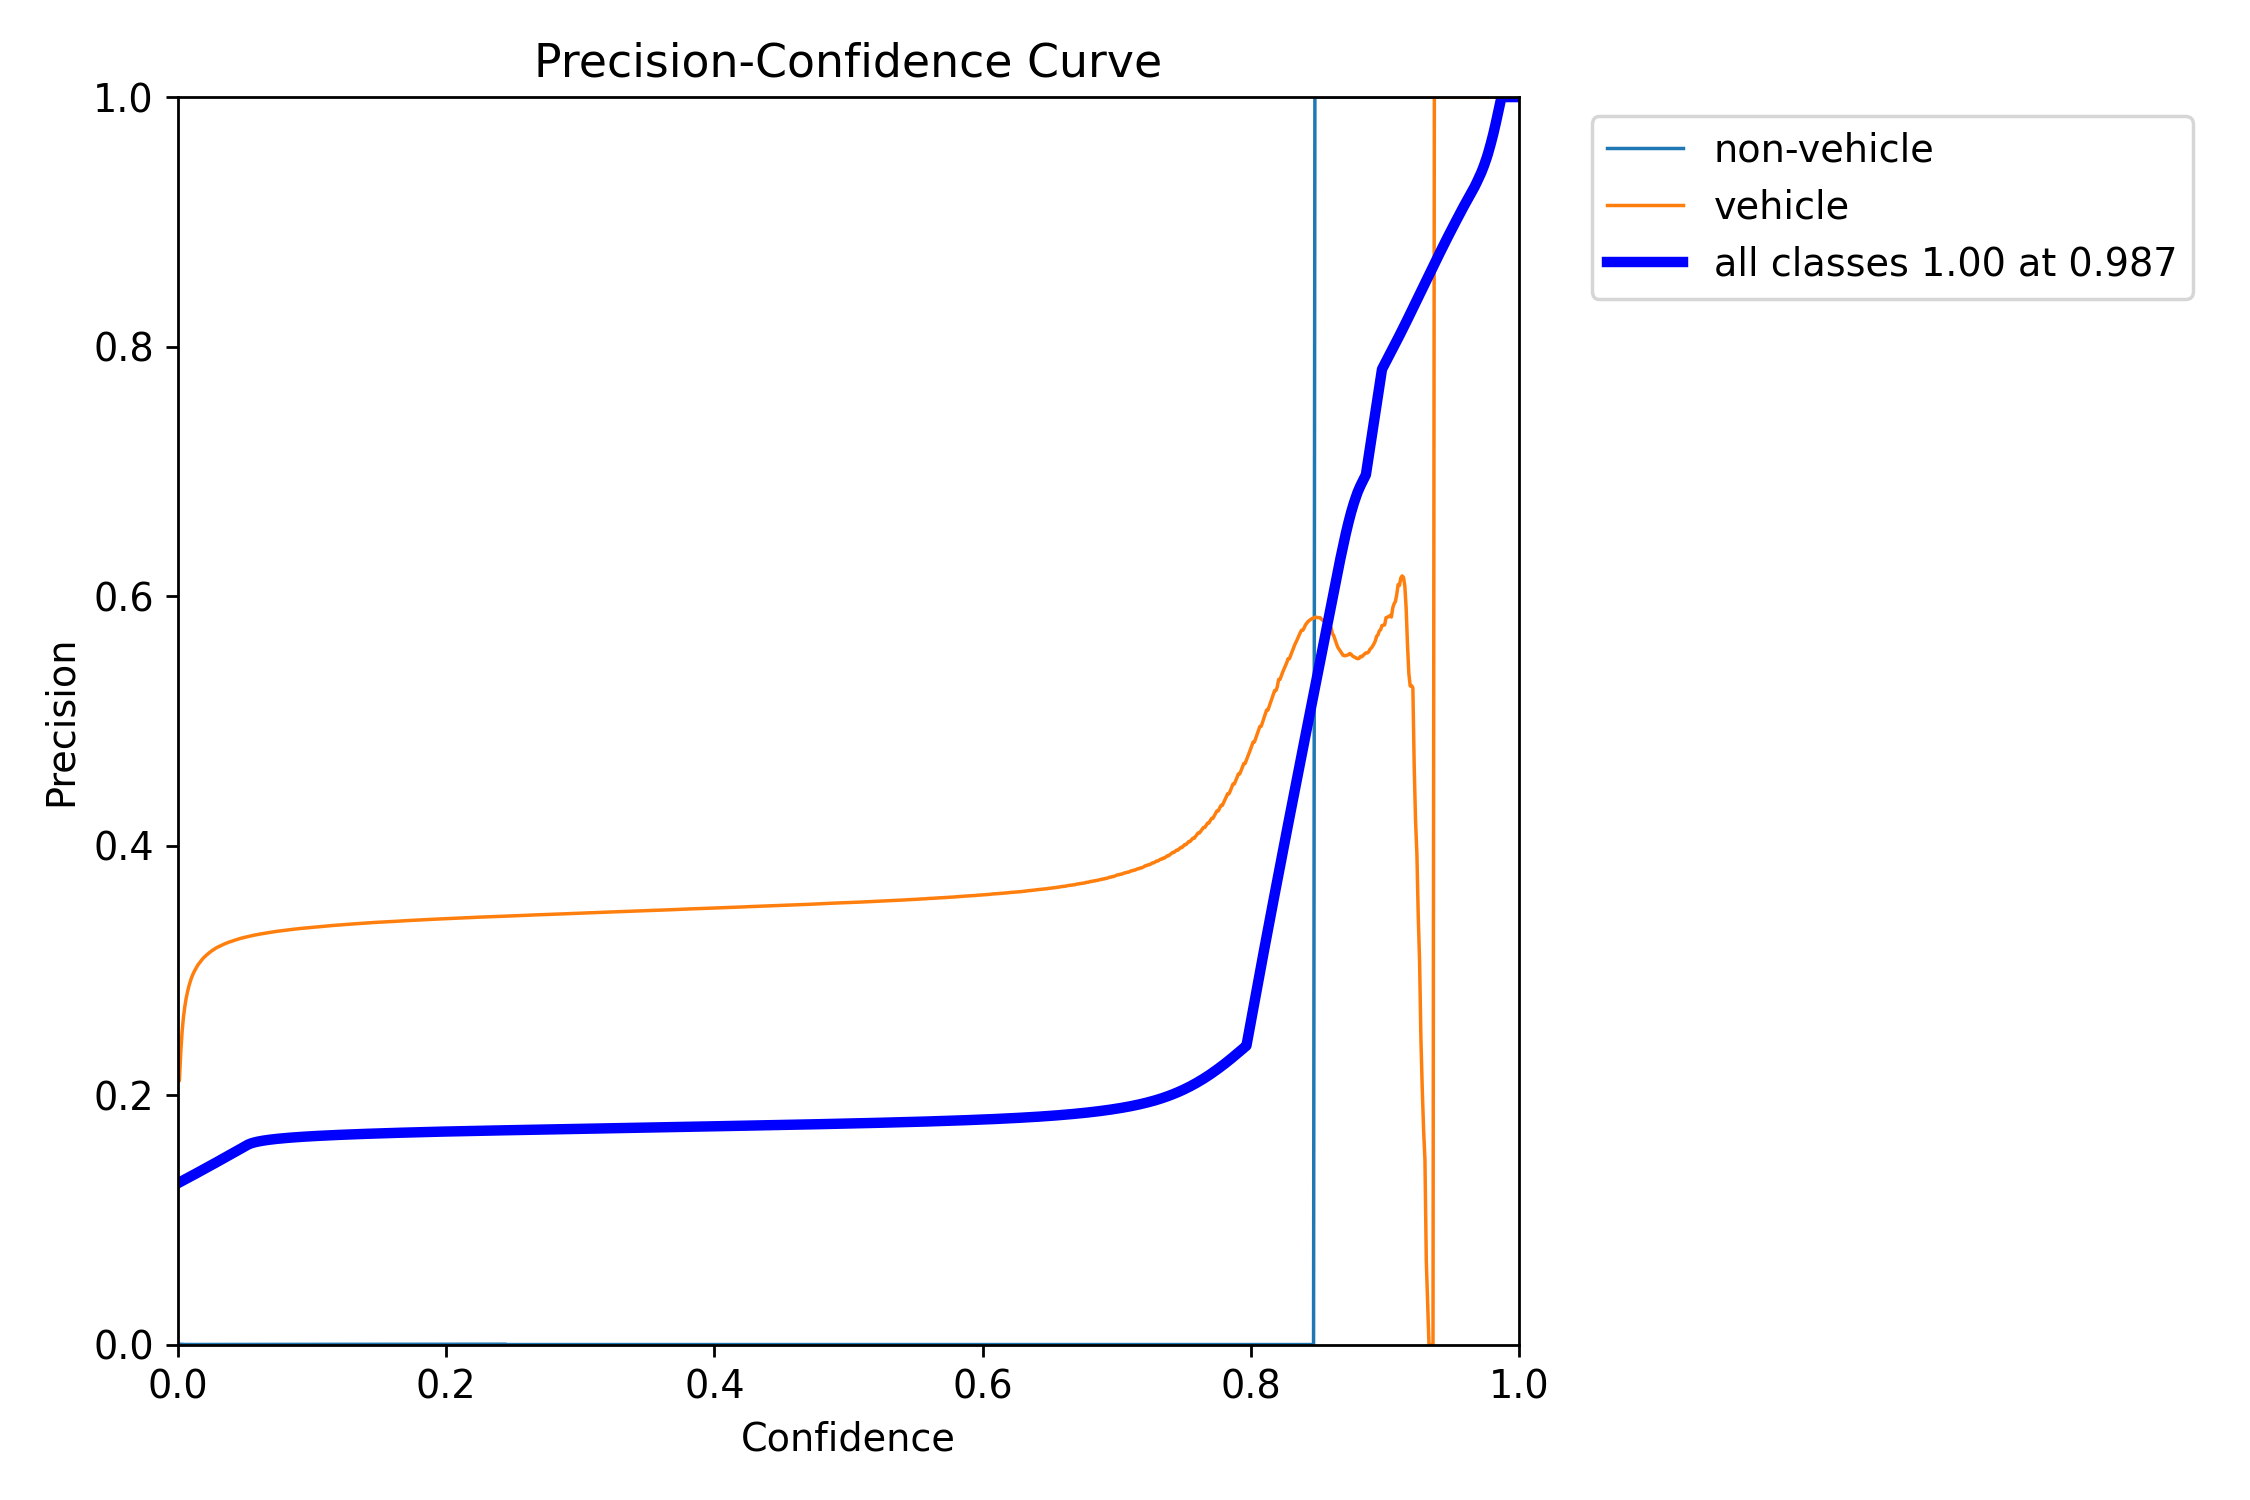 Precision-Confidence Curve
1.0
0.8
0.6
0.4
0.2
0.0
Precision
0.0 0.2 0.4 0.6 0.8 1.0
Confidence
non-vehicle
vehicle
all classes 1.00 at 0.987